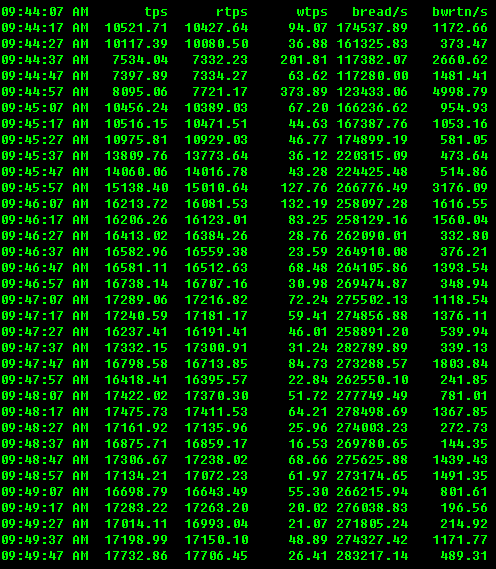 09:44:07 AM tps rtps wtps bread/s bwrtn/s
09:44:17 AM 10521.71 10427.64 94.07 174537.89 1172.66
09:44:27 AM 10117.39 10080.50 36.88 161325.83 373.47
09:44:37 AM 7534.04 7332.23 201.81 117382.07 2660.62
09:44:47 AM 7397.89 7334.27 63.62 117280.00 1481.41
09:44:57 AM 8095.06 7721.17 373.89 123433.06 4998.79
09:45:07 AM 10456.24 10389.03 67.20 166236.62 954.93
09:45:17 AM 10516.15 10471.51 44.63 167387.76 1053.16
09:45:27 AM 10975.81 10929.03 46.77 174899.19 581.05
09:45:37 AM 13809.76 13773.64 36.12 220315.09 473.64
09:45:47 AM 14060.06 14016.78 43.28 224425.48 514.86
09:45:57 AM 15138.40 15010.64 127.76 266776.49 3176.09
09:46:07 AM 16213.72 16081.53 132.19 258097.28 1616.55
09:46:17 AM 16206.26 16123.01 83.25 258129.16 1560.04
09:46:27 AM 16413.02 16384.26 28.76 262090.01 332.80
09:46:37 AM 16582.96 16559.38 23.59 264910.08 376.21
09:46:47 AM 16581.11 16512.63 68.48 264105.86 1393.54
09:46:57 AM 16738.14 16707.16 30.98 269474.87 348.94
09:47:07 AM 17289.06 17216.82 72.24 275502.13 1118.54
09:47:17 AM 17240.59 17181.17 59.41 274856.88 1376.11
09:47:27 AM 16237.41 16191.41 46.01 258891.20 539.94
09:47:37 AM 17332.15 17300.91 31.24 282789.89 339.13
09:47:47 AM 16798.58 16713.85 84.73 273288.57 1803.84
09:47:57 AM 16418.41 16395.57 22.84 262550.10 241.85
09:48:07 AM 17422.02 17370.30 51.72 277749.49 781.01
09:48:17 AM 17475.73 17411.53 64.21 278498.69 1367.85
09:48:27 AM 17161.92 17135.96 25.96 274003.23 272.73
09:48:37 AM 16875.71 16859.17 16.53 269780.65 144.35
09:48:47 AM 17306.67 17238.02 68.66 275625.88 1439.43
09:48:57 AM 17134.21 17072.23 61.97 273174.65 1491.35
09:49:07 AM 16698.79 16643.49 55.30 266215.94 801.61
09:49:17 AM 17283.22 17263.20 20.02 276038.83 196.56
09:49:27 AM 17014.11 16993.04 21.07 271805.24 214.92
09:49:37 AM 17198.99 17150.10 48.89 274327.42 1171.77
09:49:47 AM 17732.86 17706.45 26.41 283217.14 489.31